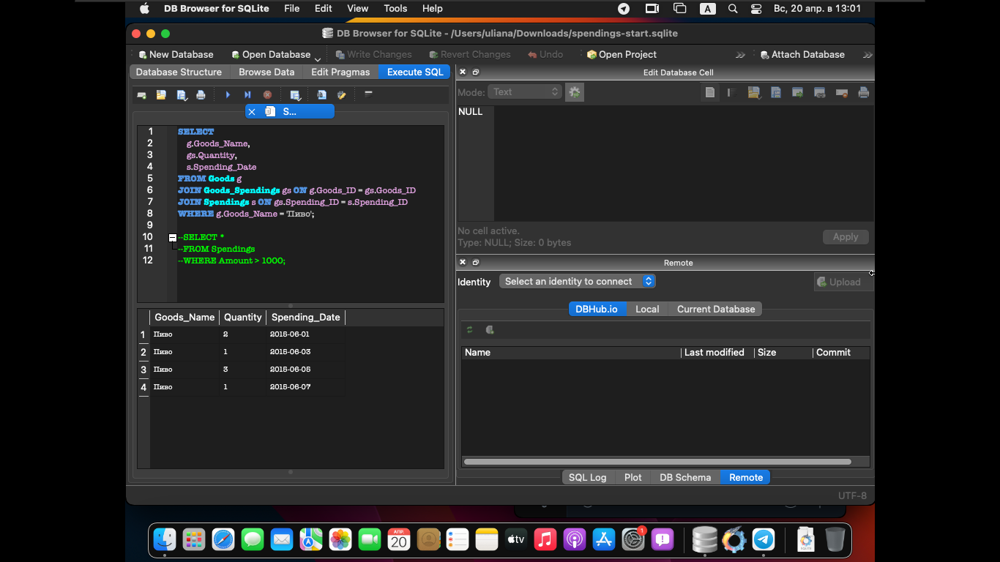 DB Browser for SQLite File Edit View Tools Help A Вс, 20 апр. в 13:01
DB Browser for SQLite - /Users/uliana/Downloads/spendings-start.sqlite
New Database Open Database Write Changes Revert Changes Undo Open Project Attach Database
Database Structure Browse Data Edit Pragmas Execute SQL
S...
1 SELECT
2 g.Goods_Name,
3 gs.Quantity,
4 s.Spending_Date
5 FROM Goods g
6 JOIN Goods_Spendings gs ON g.Goods_ID = gs.Goods_ID
7 JOIN Spendings s ON gs.Spending_ID = s.Spending_ID
8 WHERE g.Goods_Name = 'Пиво';
9
10 --SELECT *
11 --FROM Spendings
12 --WHERE Amount > 1000;
Goods_Name Quantity Spending_Date
1 Пиво 2 2015-06-01
2 Пиво 1 2015-06-03
3 Пиво 3 2015-06-05
4 Пиво 1 2015-06-07
Edit Database Cell
Mode: Text
NULL
No cell active.
Type: NULL; Size: 0 bytes
Apply
Remote
Identity Select an identity to connect Upload
DBHub.io Local Current Database
Name Last modified Size Commit
SQL Log Plot DB Schema Remote
UTF-8
АПР.
20
tv
1